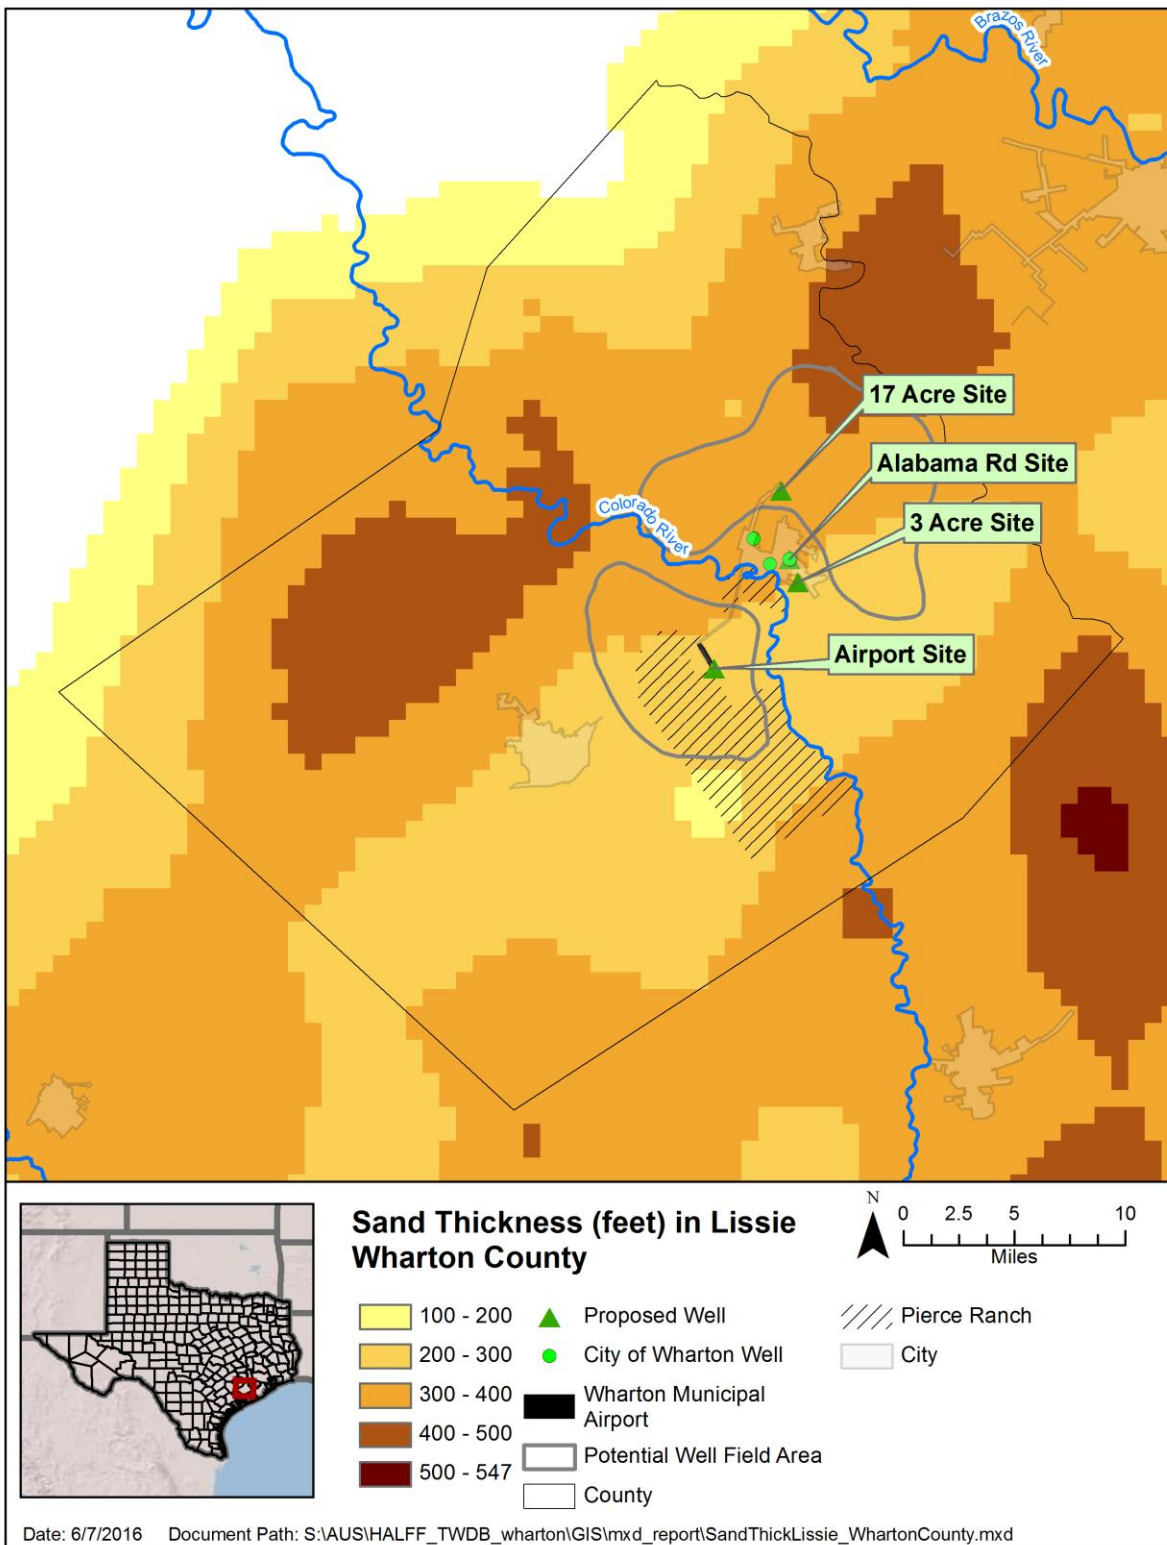 Brazos River
17 Acre Site
Alabama Rd Site
3 Acre Site
Colorado River
Airport Site
Sand Thickness (feet) in Lissie
Wharton County
N
0 2.5 5 10
Miles
100 - 200
200 - 300
300 - 400
400 - 500
500 - 547
Proposed Well
City of Wharton Well
Wharton Municipal
Airport
Potential Well Field Area
County
Pierce Ranch
City
Date: 6/7/2016 Document Path: S:\AUS\HALFF_TWDB_wharton\GIS\mxd_report\SandThickLissie_WhartonCounty.mxd